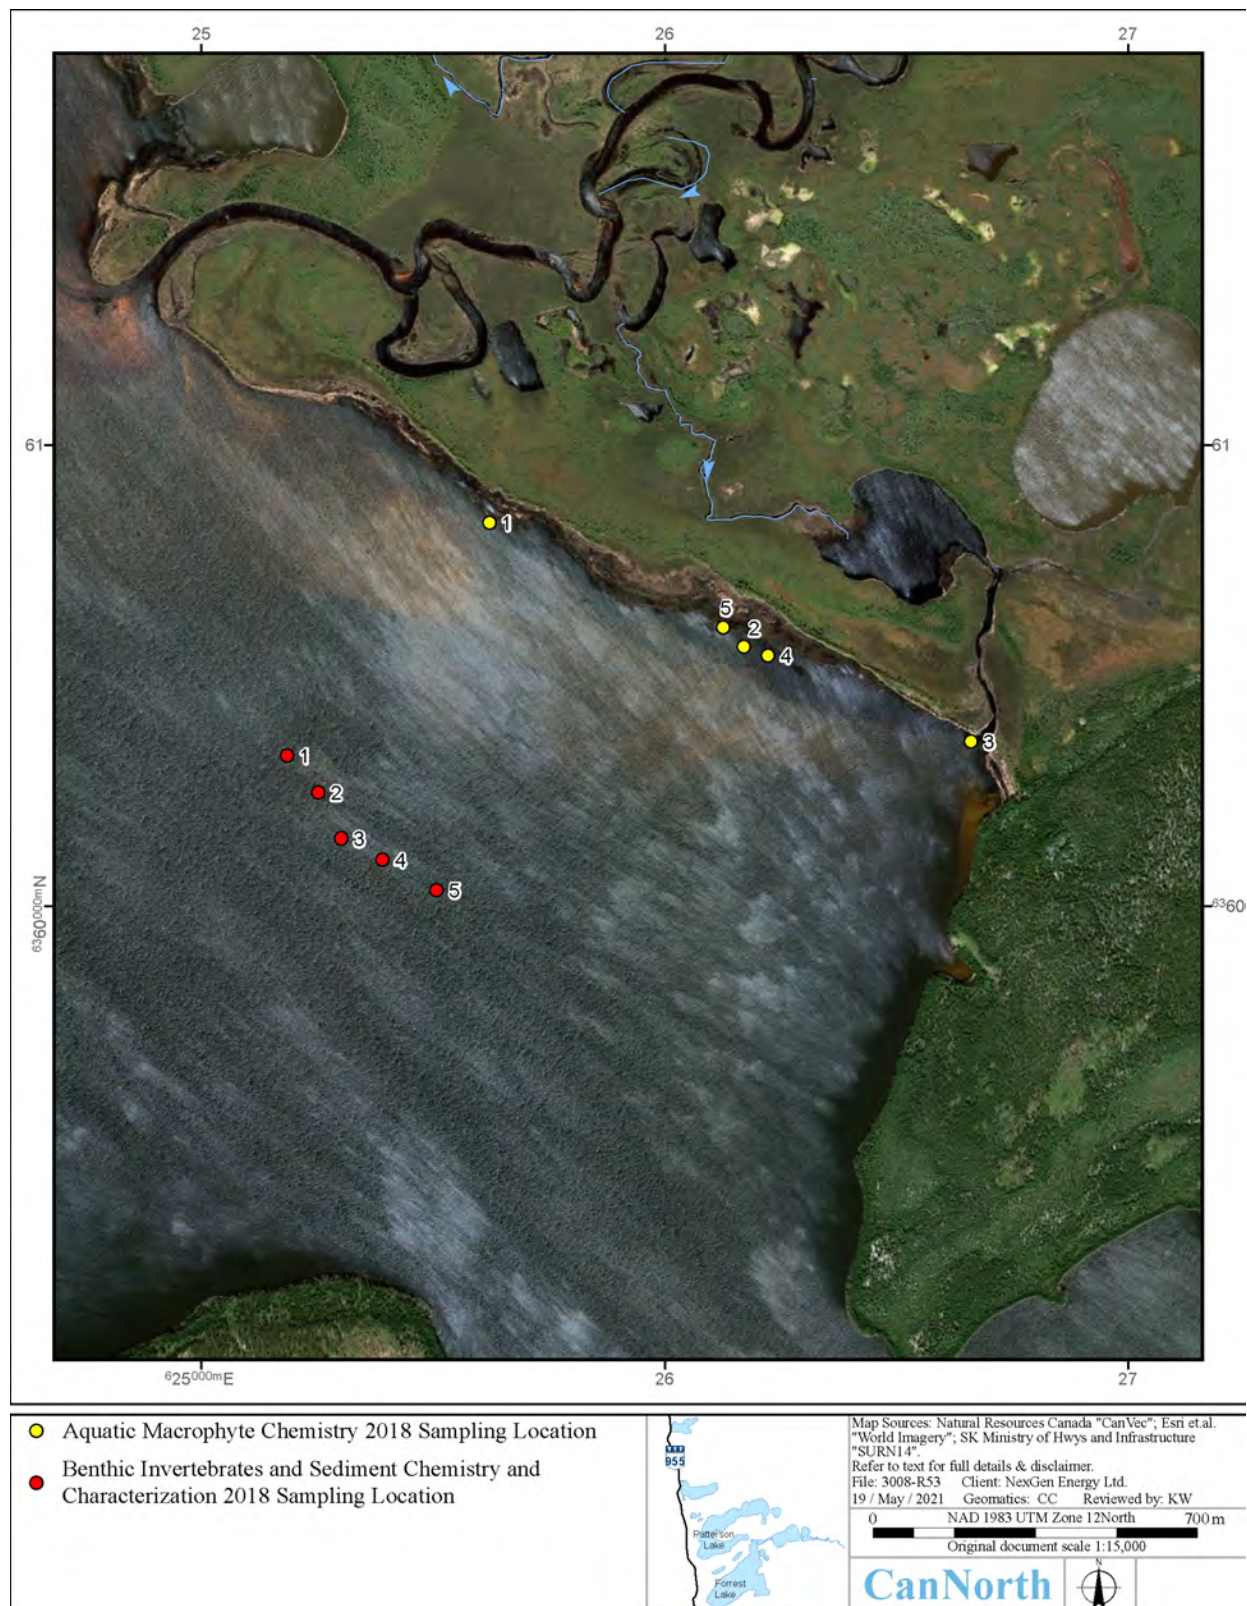 25 26 27
61 61
1
5
2
4
3
1
2
3
4
5
6360000mN 6360
625000mE 26 27
Aquatic Macrophyte Chemistry 2018 Sampling Location
Benthic Invertebrates and Sediment Chemistry and
Characterization 2018 Sampling Location
955
Patterson
Lake
Forrest
Lake
Map Sources: Natural Resources Canada "CanVec"; Esri et.al.
"World Imagery"; SK Ministry of Hwys and Infrastructure
"SURN14".
Refer to text for full details & disclaimer.
File: 3008-R53 Client: NexGen Energy Ltd.
19 / May / 2021 Geomatics: CC Reviewed by: KW
0 NAD 1983 UTM Zone 12North 700 m
Original document scale 1:15,000
CanNorth
N